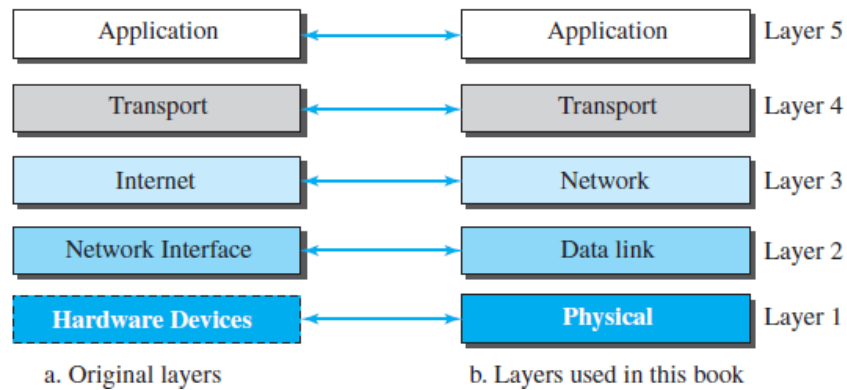 Application Application Layer 5
Transport Transport Layer 4
Internet Network Layer 3
Network Interface Data link Layer 2
Hardware Devices Physical Layer 1
a. Original layers b. Layers used in this book